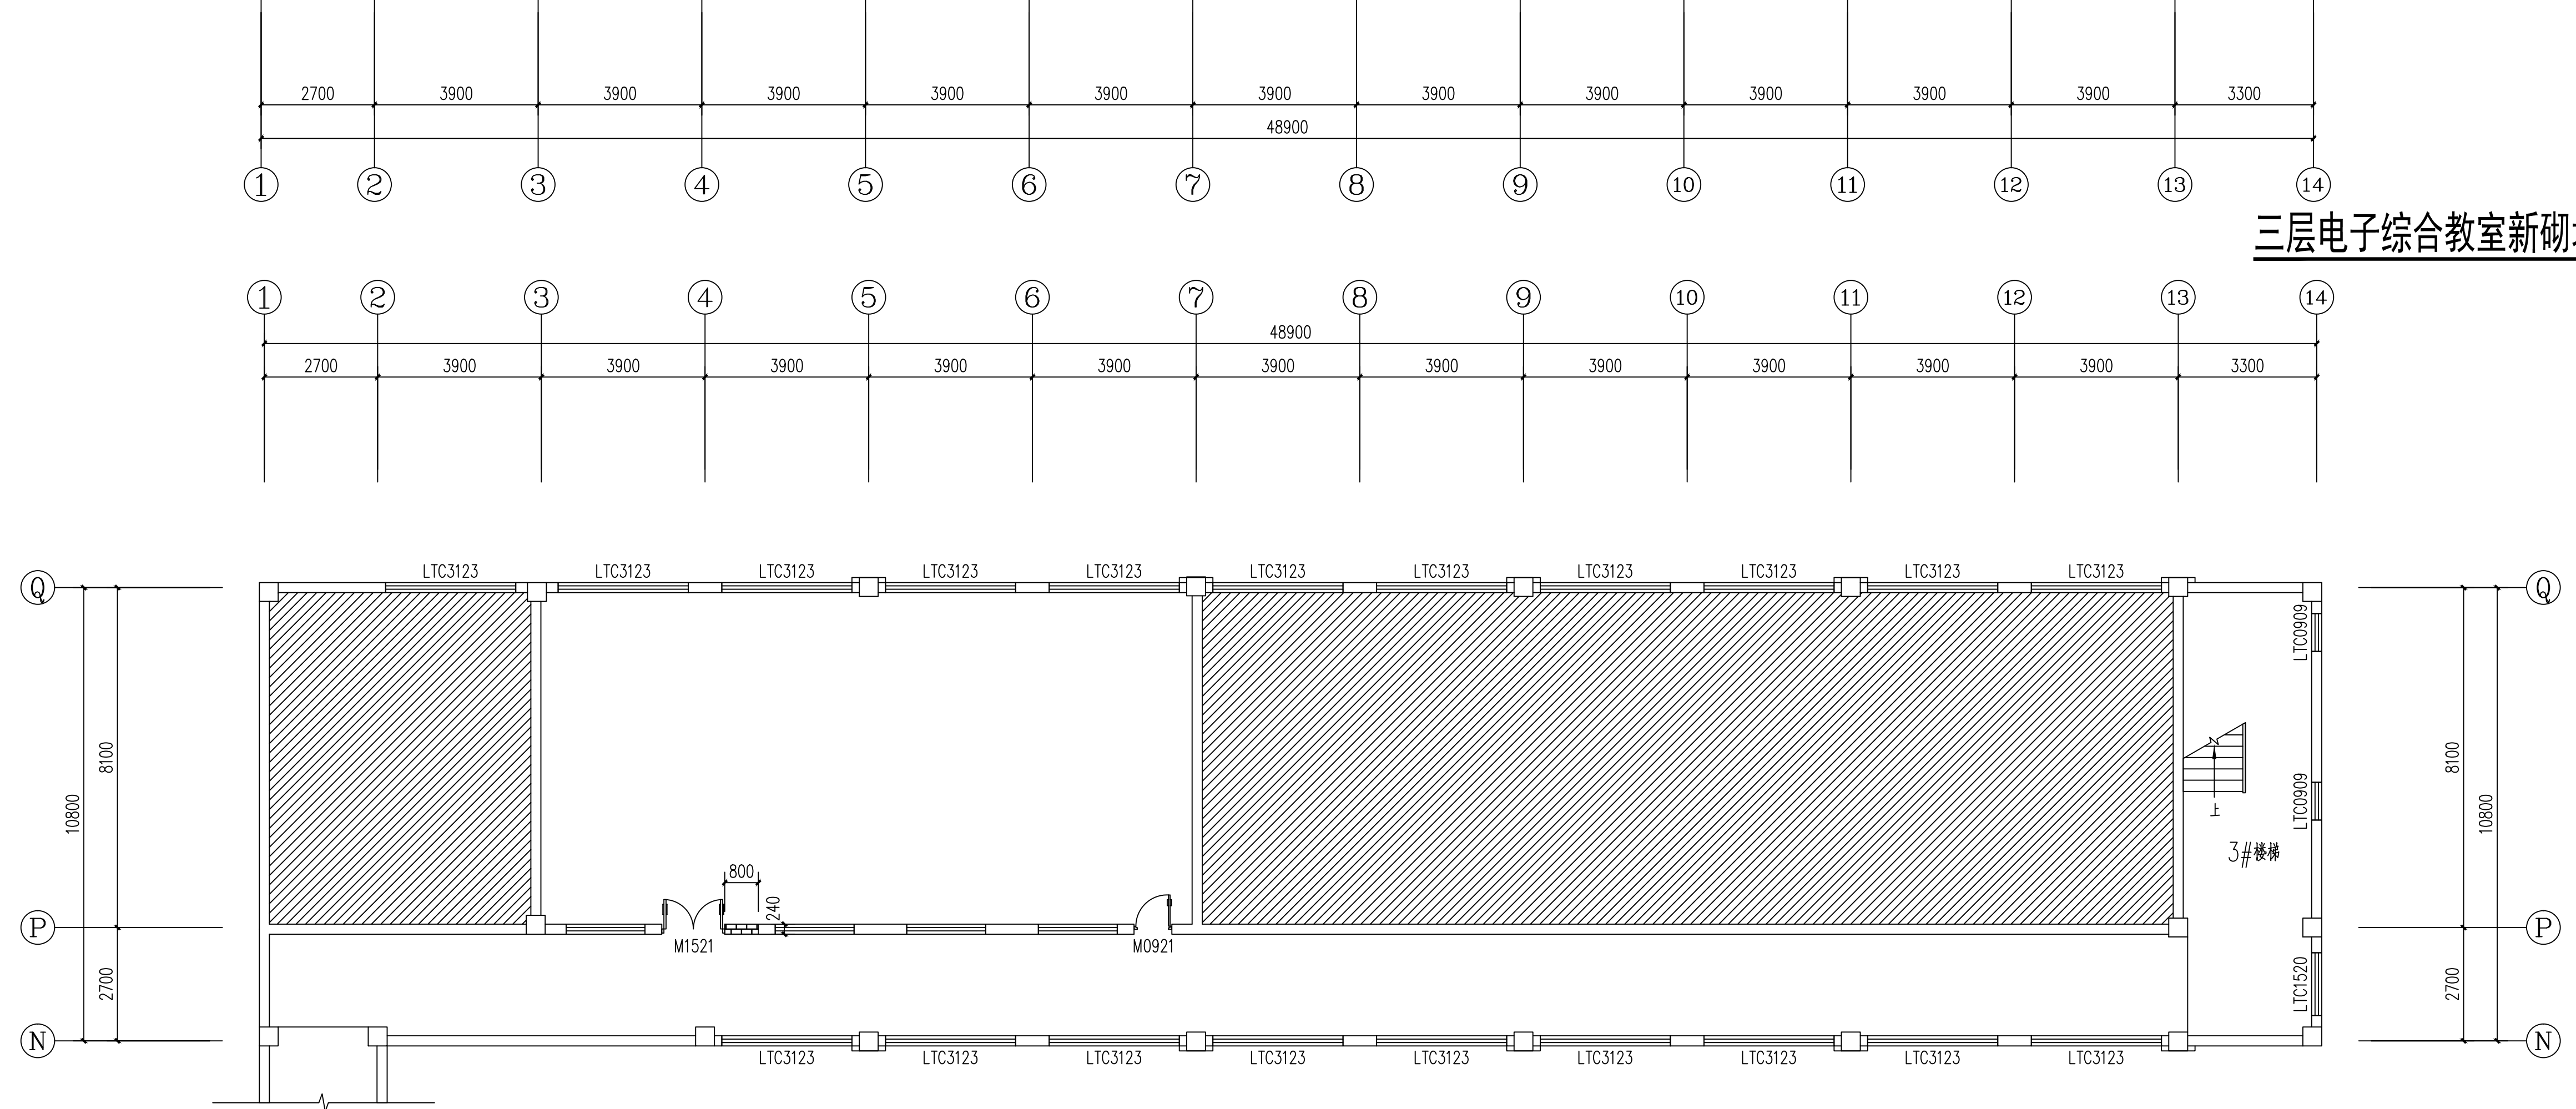 2700 3900 3900 3900 3900 3900 3900 3900 3900 3900 3900 3900 3300
48900
1 2 3 4 5 6 7 8 9 10 11 12 13 14
三层电子综合教室新砌
1 2 3 4 5 6 7 8 9 10 11 12 13 14
48900
2700 3900 3900 3900 3900 3900 3900 3900 3900 3900 3900 3900 3300
LTC3123 LTC3123 LTC3123 LTC3123 LTC3123 LTC3123 LTC3123 LTC3123 LTC3123 LTC3123 LTC3123
Q Q
LTC0909
8100 8100
10800 10800
LTC0909
上
3#楼梯
800
240
P P
M1521 M0921
2700 2700
LTC1520
N N
LTC3123 LTC3123 LTC3123 LTC3123 LTC3123 LTC3123 LTC3123 LTC3123 LTC3123